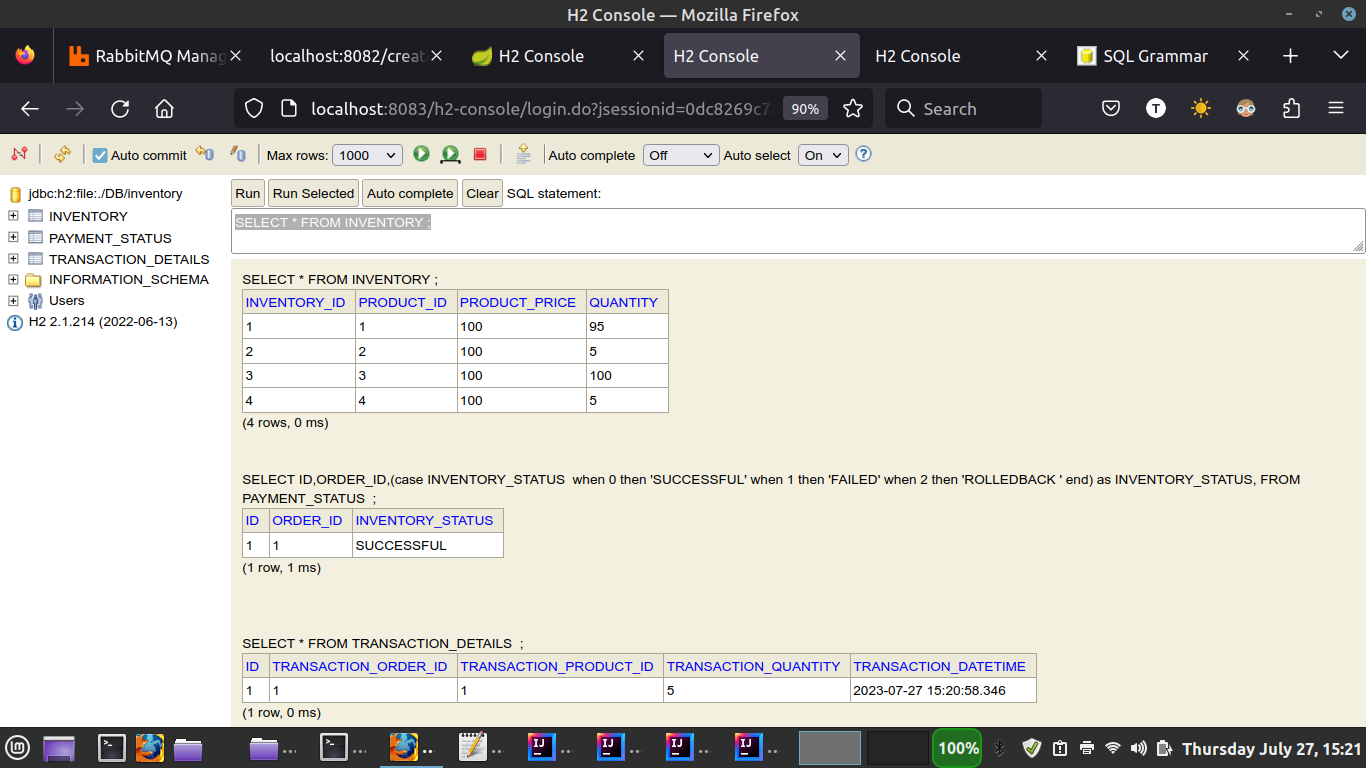 H2 Console — Mozilla Firefox
RabbitMQ Manag
localhost:8082/creat
H2 Console
H2 Console
H2 Console
SQL Grammar
localhost:8083/h2-console/login.do?jsessionid=0dc8269c7
90%
Search
T
Auto commit
Max rows: 1000
Auto complete Off
Auto select On
jdbc:h2:file:./DB/inventory
INVENTORY
PAYMENT_STATUS
TRANSACTION_DETAILS
INFORMATION_SCHEMA
Users
H2 2.1.214 (2022-06-13)
Run Run Selected Auto complete Clear SQL statement:
SELECT * FROM INVENTORY ;
SELECT * FROM INVENTORY ;
INVENTORY_ID PRODUCT_ID PRODUCT_PRICE QUANTITY
1 1 100 95
2 2 100 5
3 3 100 100
4 4 100 5
(4 rows, 0 ms)
SELECT ID,ORDER_ID,(case INVENTORY_STATUS  when 0 then 'SUCCESSFUL' when 1 then 'FAILED' when 2 then 'ROLLEDBACK ' end) as INVENTORY_STATUS, FROM
PAYMENT_STATUS  ;
ID ORDER_ID INVENTORY_STATUS
1 1 SUCCESSFUL
(1 row, 1 ms)
SELECT * FROM TRANSACTION_DETAILS  ;
ID TRANSACTION_ORDER_ID TRANSACTION_PRODUCT_ID TRANSACTION_QUANTITY TRANSACTION_DATETIME
1 1 1 5 2023-07-27 15:20:58.346
(1 row, 0 ms)
100%
Thursday July 27, 15:21